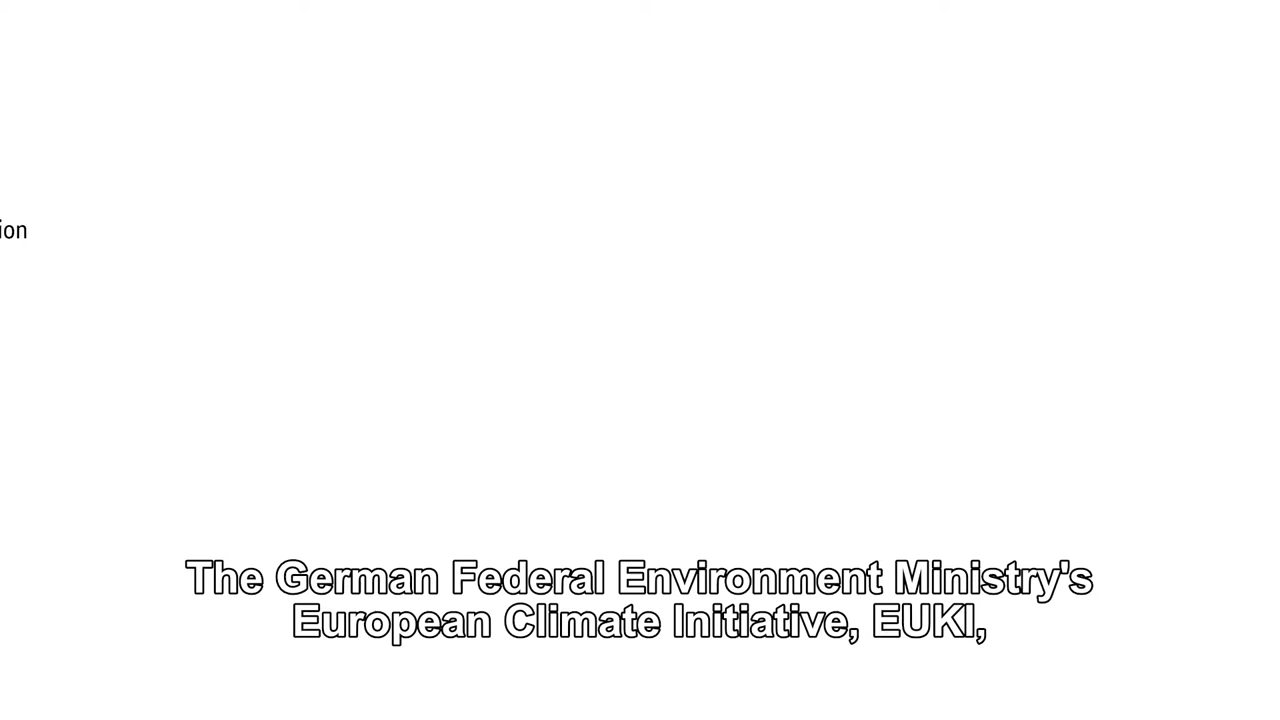 ion
The German Federal Environment Ministry's
European Climate Initiative, EUKI,